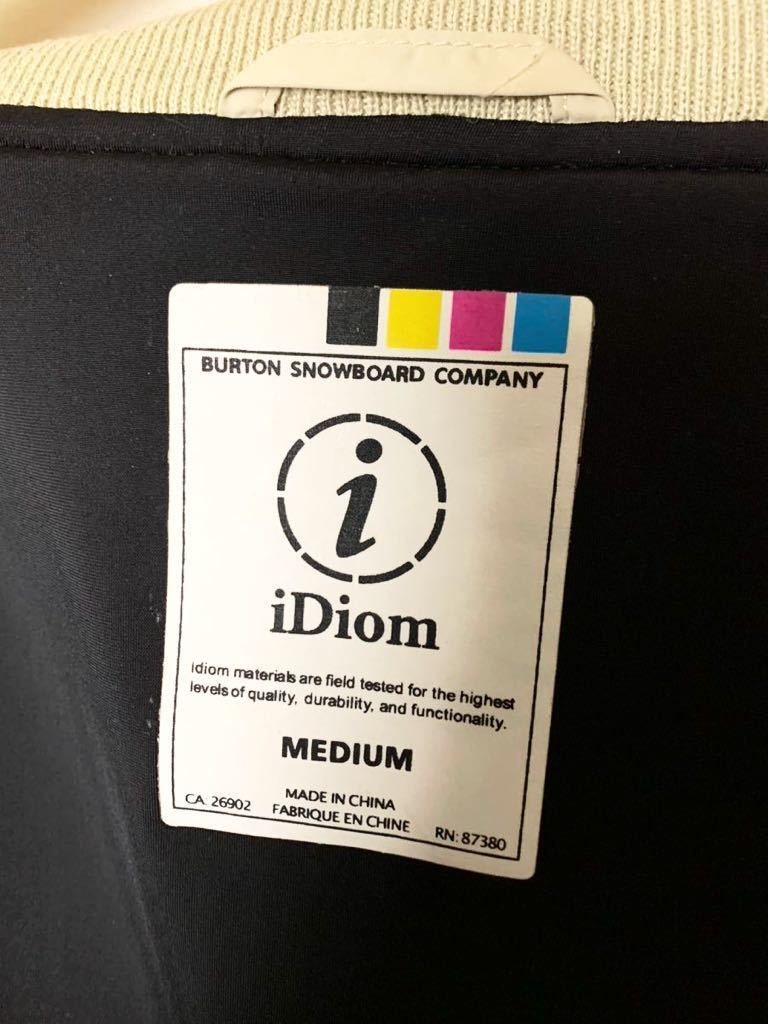 BURTON SNOWBOARD COMPANY
i
iDiom
Idiom materials are field tested for the highest
levels of quality, durability, and functionality.
MEDIUM
MADE IN CHINA
CA: 26902 FABRIQUE EN CHINE RN: 87380